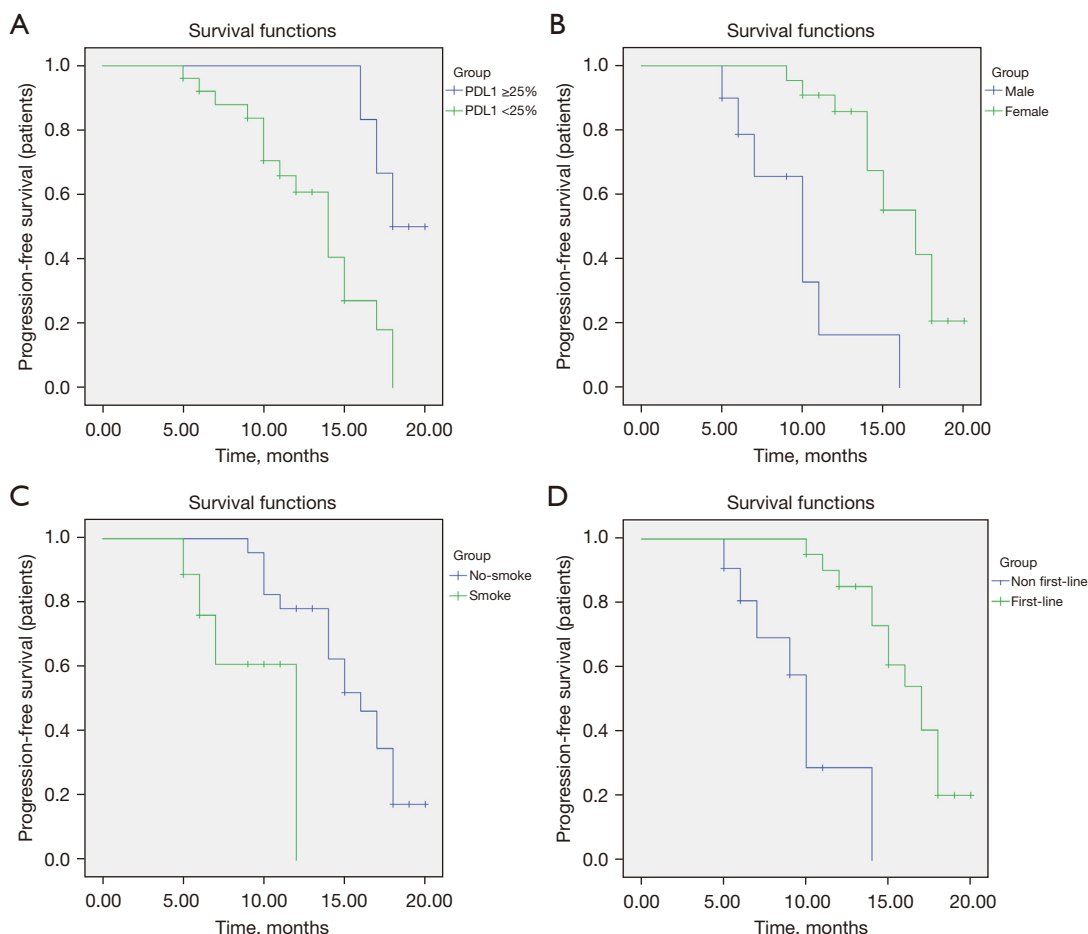 A
Survival functions
Progression-free survival (patients)
1.0
0.8
0.6
0.4
0.2
0.0
0.00 5.00 10.00 15.00 20.00
Time, months
Group
PDL1 ≥25%
PDL1 <25%
B
Survival functions
Progression-free survival (patients)
1.0
0.8
0.6
0.4
0.2
0.0
0.00 5.00 10.00 15.00 20.00
Time, months
Group
Male
Female
C
Survival functions
Progression-free survival (patients)
1.0
0.8
0.6
0.4
0.2
0.0
0.00 5.00 10.00 15.00 20.00
Time, months
Group
No-smoke
Smoke
D
Survival functions
Progression-free survival (patients)
1.0
0.8
0.6
0.4
0.2
0.0
0.00 5.00 10.00 15.00 20.00
Time, months
Group
Non first-line
First-line